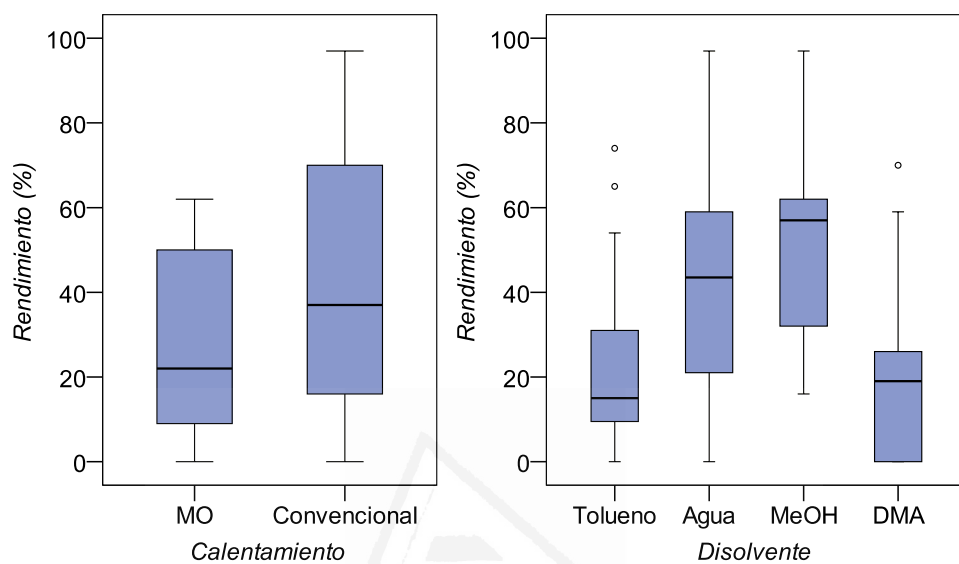 100
80
60
40
20
0
Rendimiento (%)
MO Convencional
Calentamiento
100
80
60
40
20
0
Rendimiento (%)
Tolueno Agua MeOH DMA
Disolvente